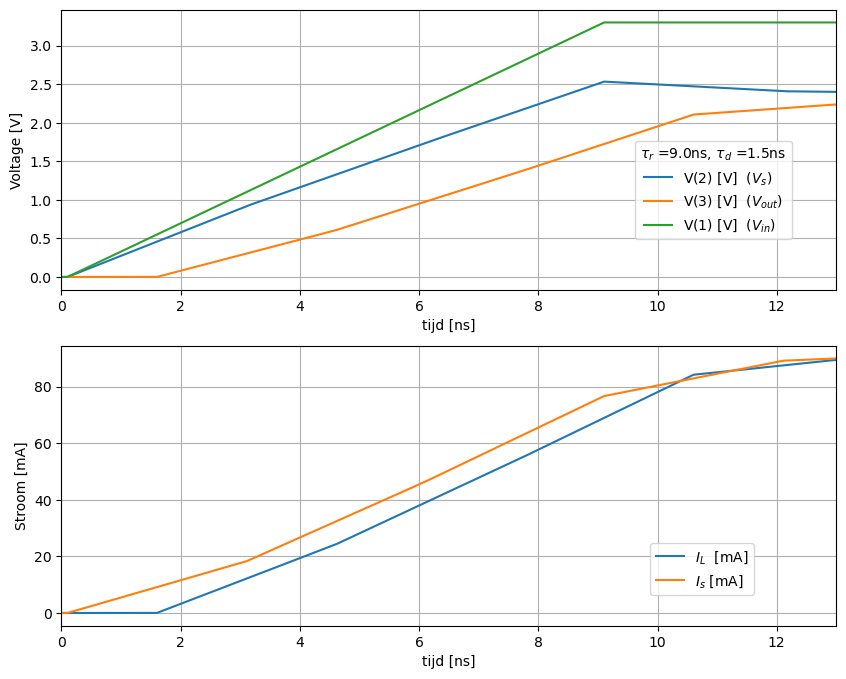 3.0
2.5
2.0
1.5
1.0
0.5
0.0
Voltage [V]
τr =9.0ns, τd =1.5ns
V(2) [V]  (Vs)
V(3) [V]  (Vout)
V(1) [V]  (Vin)
0 2 4 6 8 10 12
tijd [ns]
80
60
40
20
0
Stroom [mA]
IL  [mA]
Is [mA]
0 2 4 6 8 10 12
tijd [ns]